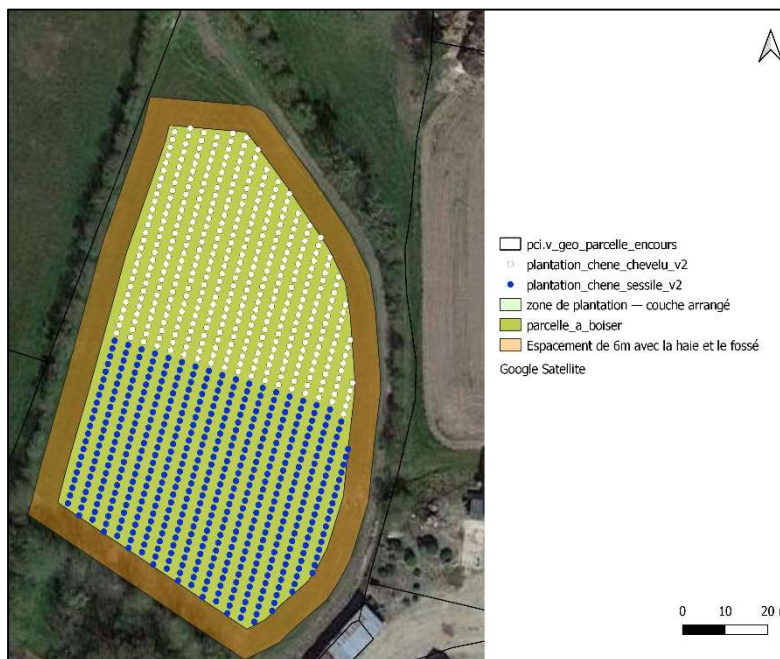 pci.v_geo_parcelle_encours
plantation_chene_chevelu_v2
plantation_chene_sessile_v2
zone de plantation — couche arrangé
parcelle_a_boiser
Espacement de 6m avec la haie et le fossé
Google Satellite
0 10 20